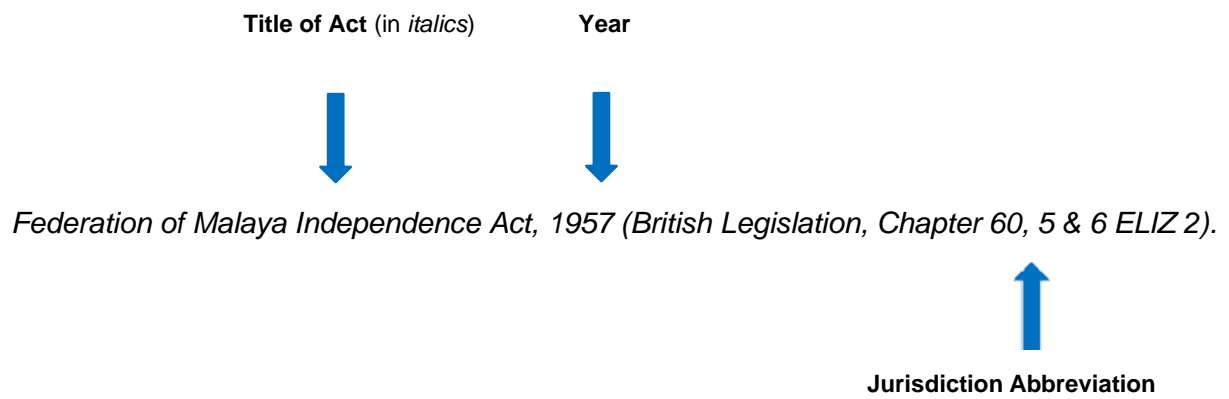 Title of Act (in italics) Year
Federation of Malaya Independence Act, 1957 (British Legislation, Chapter 60, 5 & 6 ELIZ 2).
Jurisdiction Abbreviation